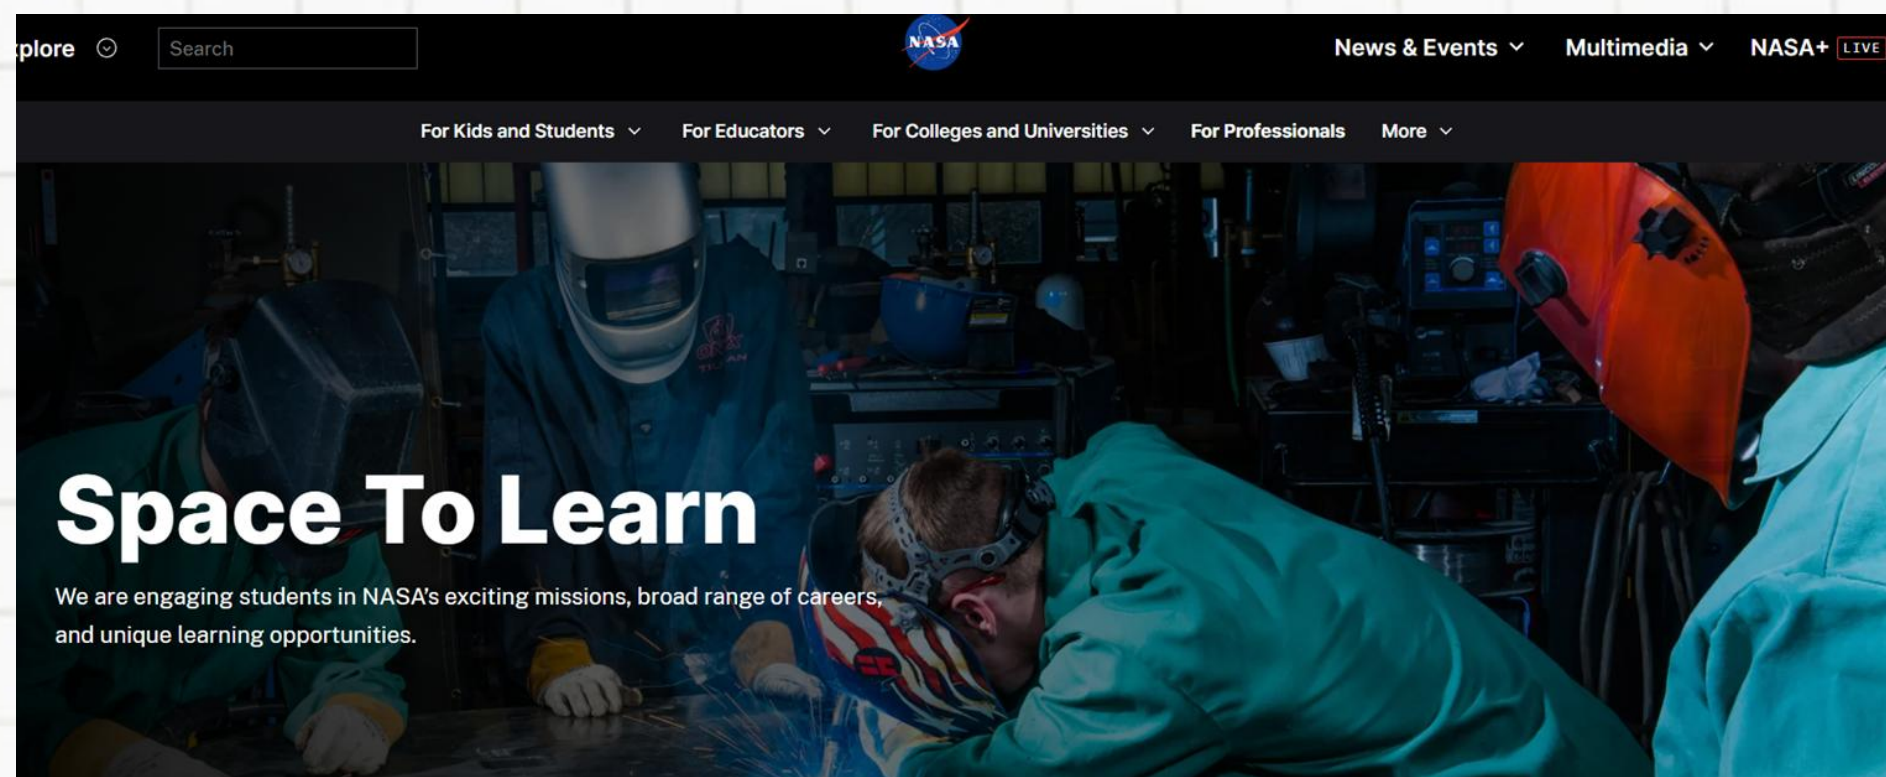 xplore
Search
NASA
News & Events
Multimedia
NASA+
LIVE
For Kids and Students
For Educators
For Colleges and Universities
For Professionals
More
Space To Learn
We are engaging students in NASA's exciting missions, broad range of careers,
and unique learning opportunities.